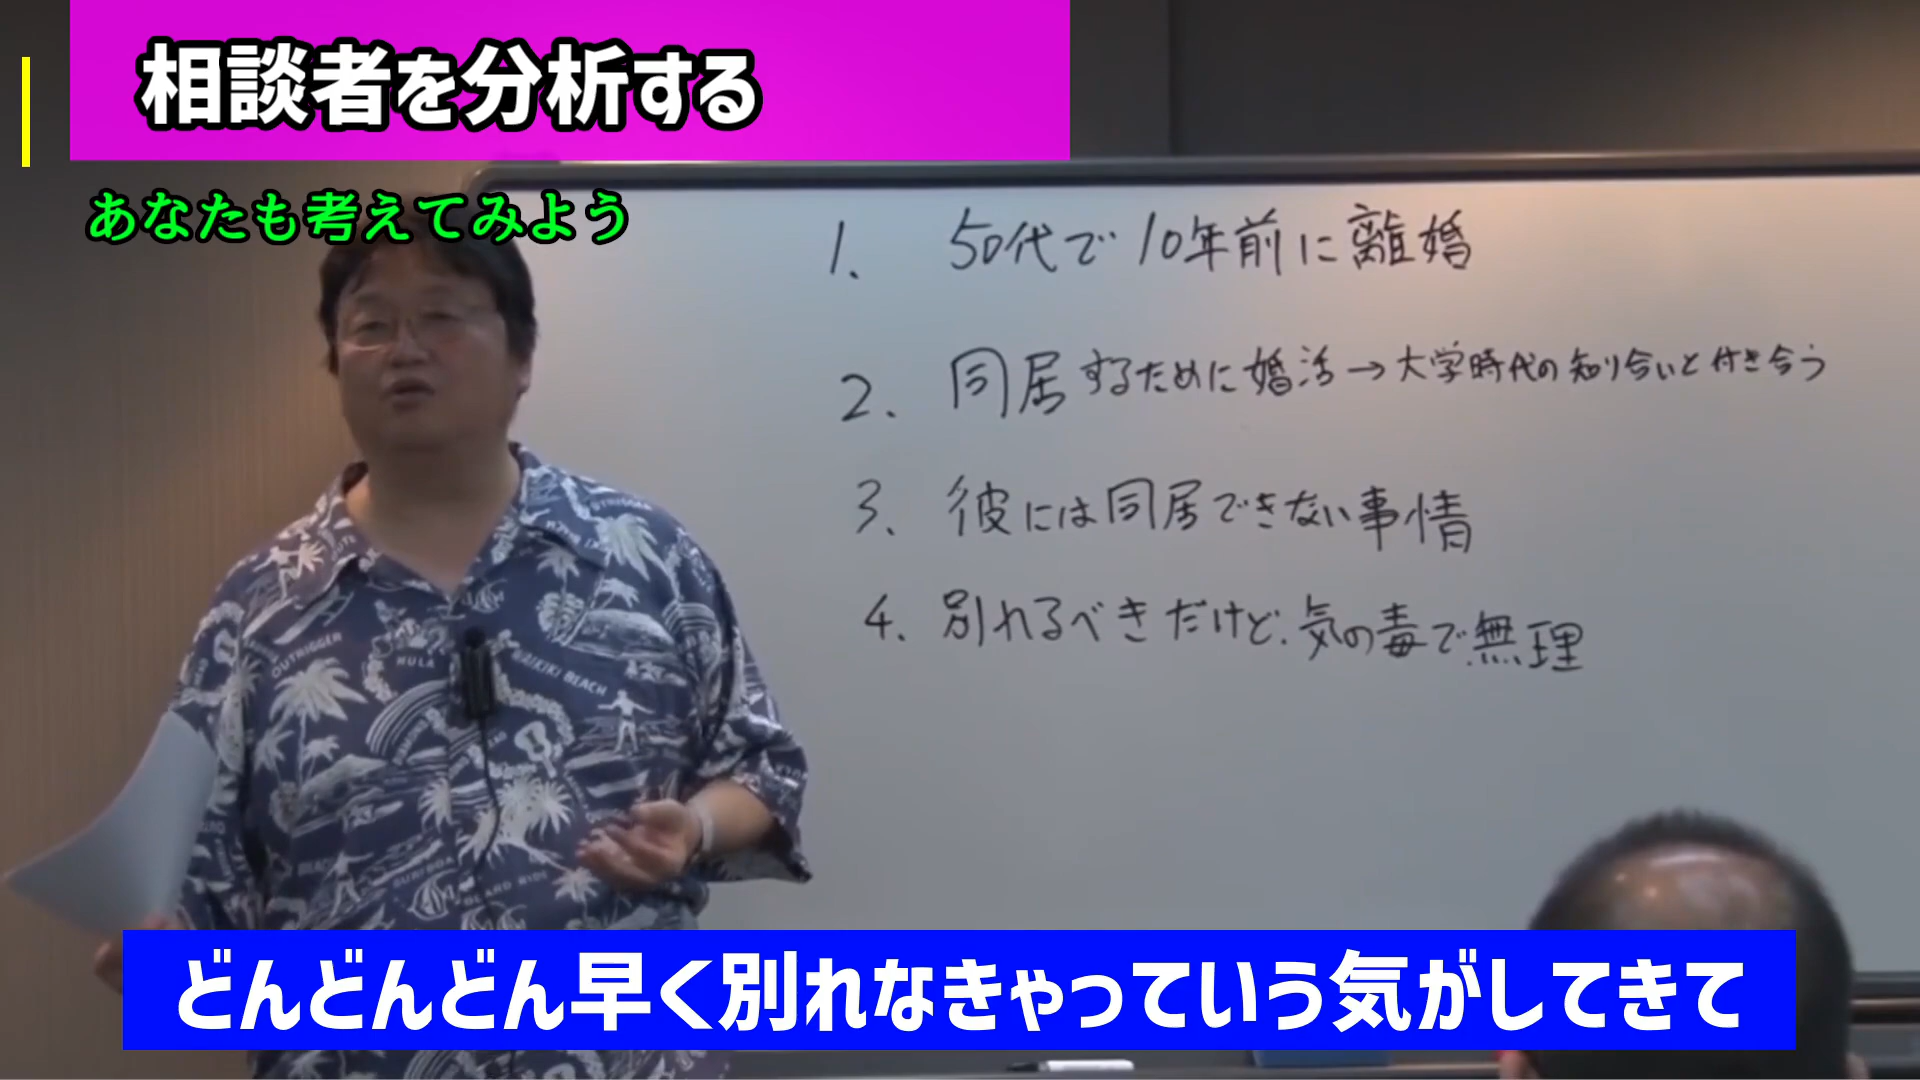 相談者を分析する
あなたも考えてみよう
1. 50代で10年前に離婚
2. 同居するために婚活→大学時代の知り合いと付き合う
3. 彼には同居できない事情
4. 別れるべきだけど、気の毒で無理
OUTRIGGER
HULA
WAIKIKI BEACH
どんどんどん早く別れなきゃっていう気がしてきて